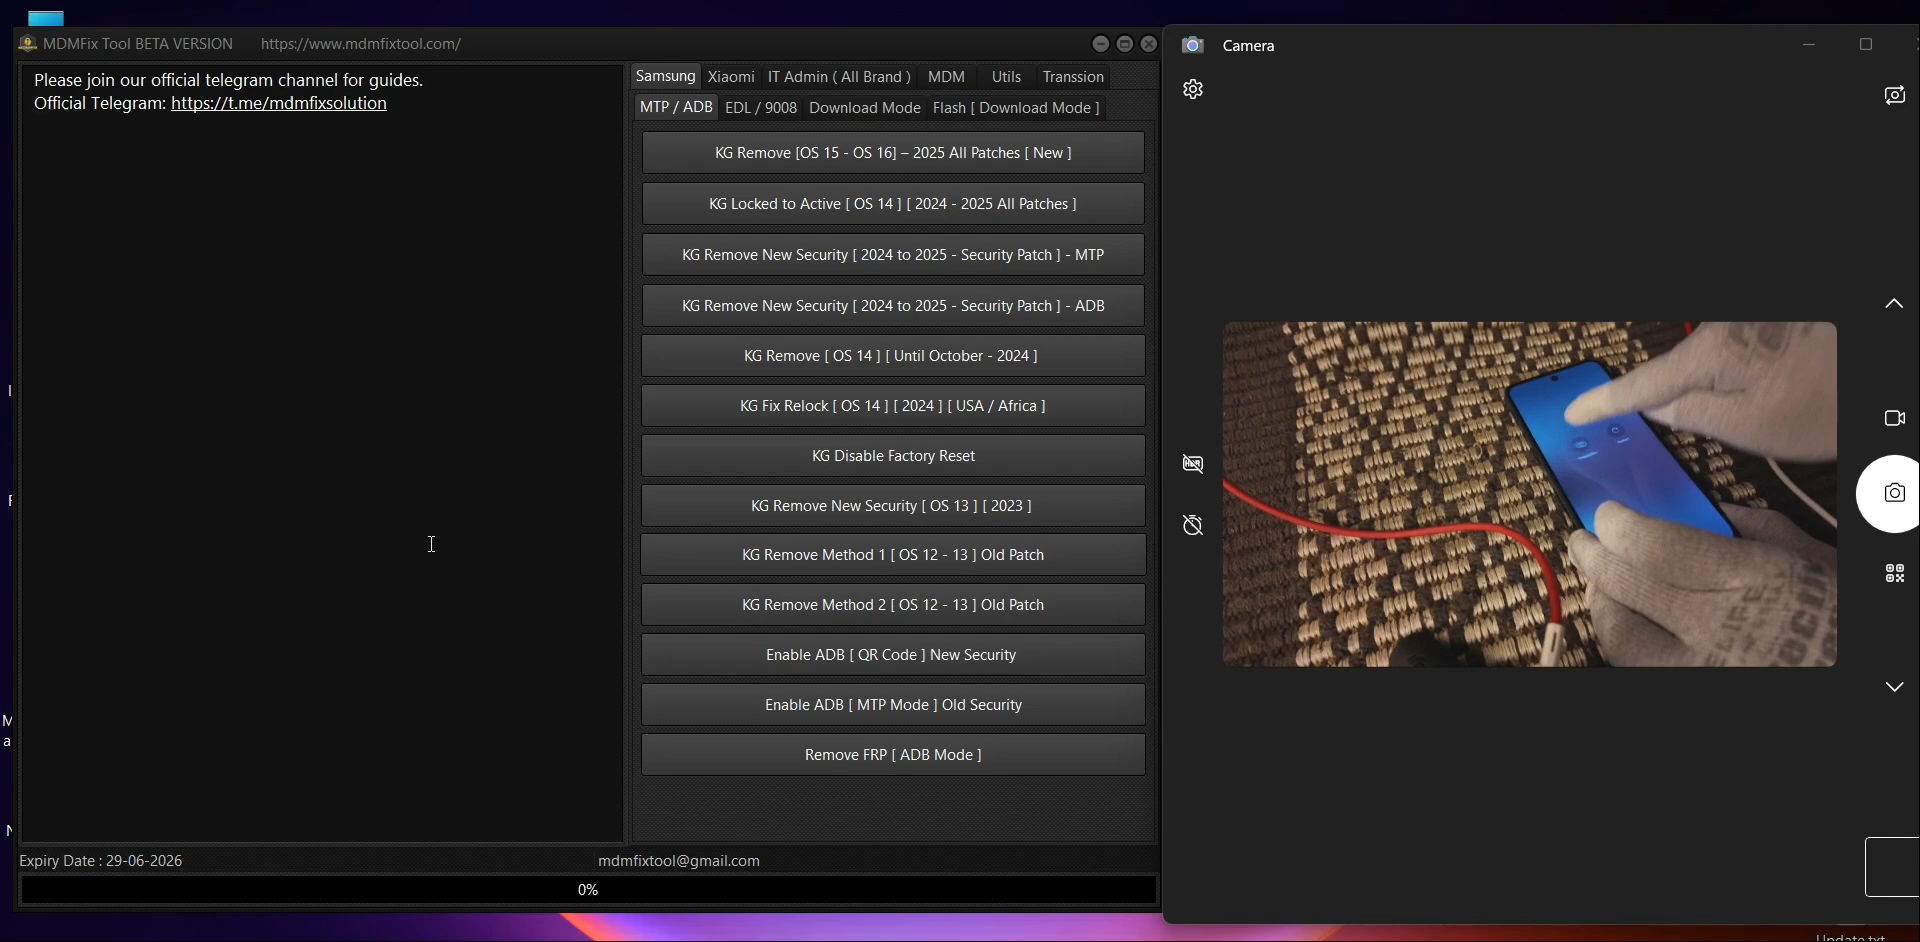 MDMFix Tool BETA VERSION https://www.mdmfixtool.com/
Please join our official telegram channel for guides.
Official Telegram: https://t.me/mdmfixsolution
Samsung Xiaomi IT Admin ( All Brand ) MDM Utils Transsion
MTP / ADB EDL / 9008 Download Mode Flash [ Download Mode ]
KG Remove [OS 15 - OS 16] – 2025 All Patches [ New ]
KG Locked to Active [ OS 14 ] [ 2024 - 2025 All Patches ]
KG Remove New Security [ 2024 to 2025 - Security Patch ] - MTP
KG Remove New Security [ 2024 to 2025 - Security Patch ] - ADB
KG Remove [ OS 14 ] [ Until October - 2024 ]
KG Fix Relock [ OS 14 ] [ 2024 ] [ USA / Africa ]
KG Disable Factory Reset
KG Remove New Security [ OS 13 ] [ 2023 ]
KG Remove Method 1 [ OS 12 - 13 ] Old Patch
KG Remove Method 2 [ OS 12 - 13 ] Old Patch
Enable ADB [ QR Code ] New Security
Enable ADB [ MTP Mode ] Old Security
Remove FRP [ ADB Mode ]
Expiry Date : 29-06-2026
mdmfixtool@gmail.com
0%
Camera
HDR
Update.txt